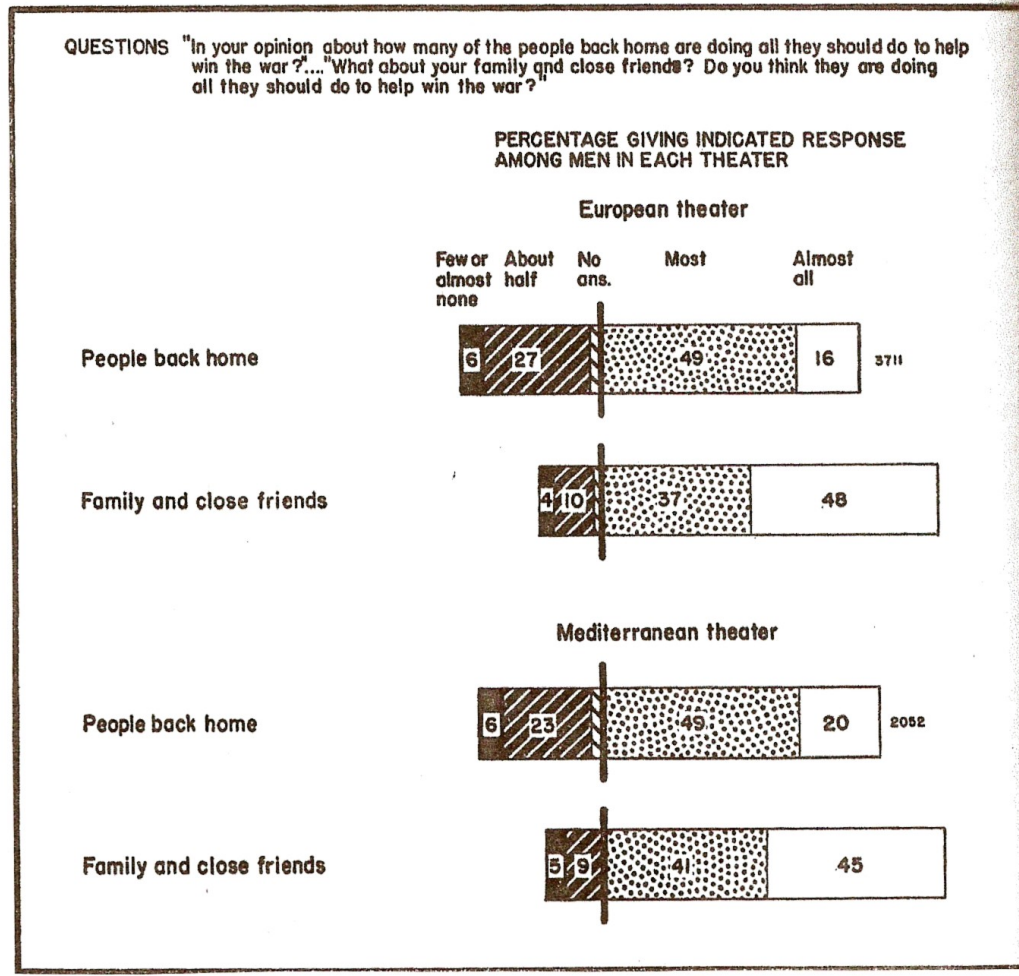 QUESTIONS "In your opinion about how many of the people back home are doing all they should do to help
win the war?"...."What about your family and close friends? Do you think they are doing
all they should do to help win the war?"
PERCENTAGE GIVING INDICATED RESPONSE
AMONG MEN IN EACH THEATER
European theater
Few or About No Most Almost
almost half ans. all
none
People back home 6 27 49 16 3711
Family and close friends 4 10 37 48
Mediterranean theater
People back home 6 23 49 20 2052
Family and close friends 5 9 41 45